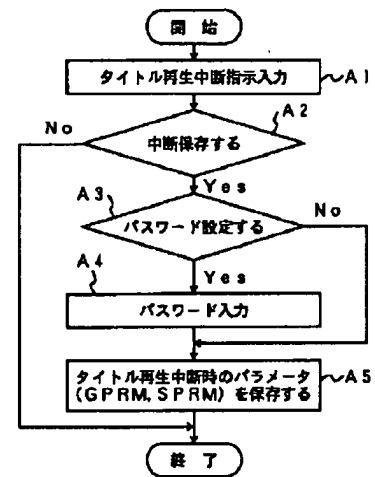 開始
タイトル再生中断指示入力
A1
A2
No
中断保存する
A3
Yes
No
パスワード設定する
A4
Yes
パスワード入力
タイトル再生中断時のパラメータ
(GPRM, SPRM) を保存する
A5
終了